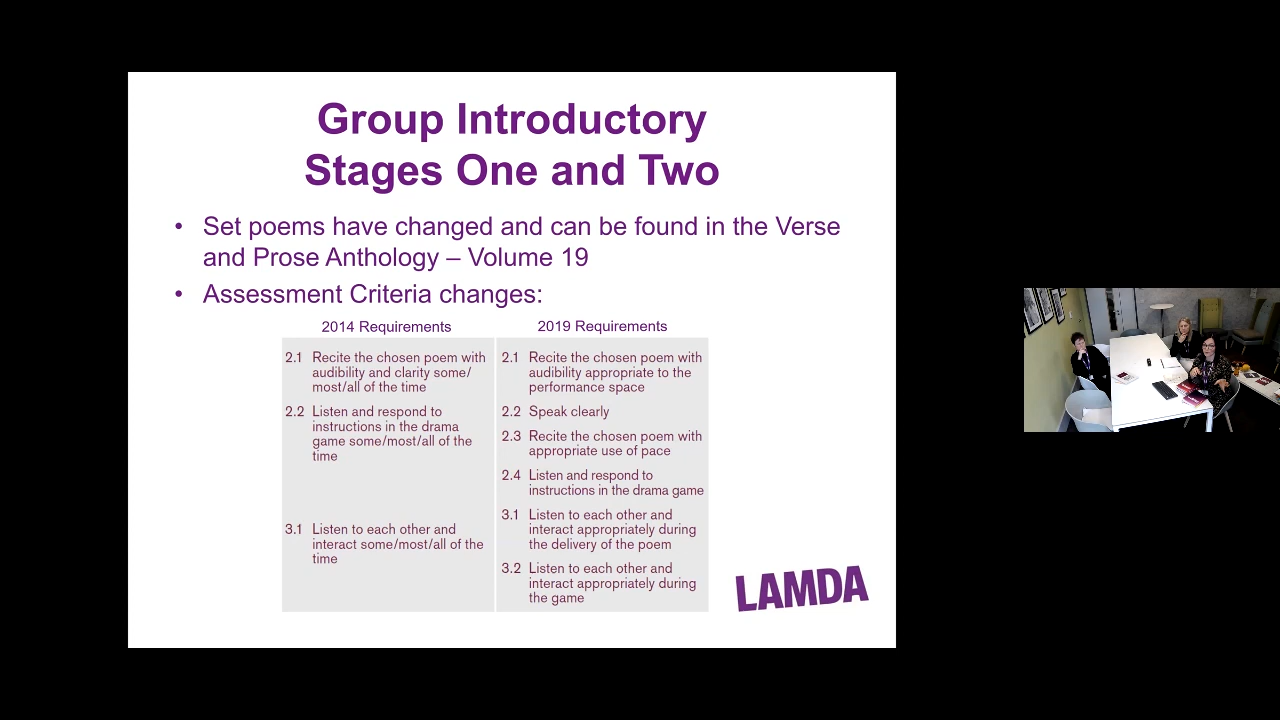 Group Introductory
Stages One and Two
• Set poems have changed and can be found in the Verse
and Prose Anthology – Volume 19
• Assessment Criteria changes:
2014 Requirements
2.1 Recite the chosen poem with
audibility and clarity some/
most/all of the time
2.2 Listen and respond to
instructions in the drama
game some/most/all of the
time
3.1 Listen to each other and
interact some/most/all of the
time
2019 Requirements
2.1 Recite the chosen poem with
audibility appropriate to the
performance space
2.2 Speak clearly
2.3 Recite the chosen poem with
appropriate use of pace
2.4 Listen and respond to
instructions in the drama game
3.1 Listen to each other and
interact appropriately during
the delivery of the poem
3.2 Listen to each other and
interact appropriately during
the game
LAMDA